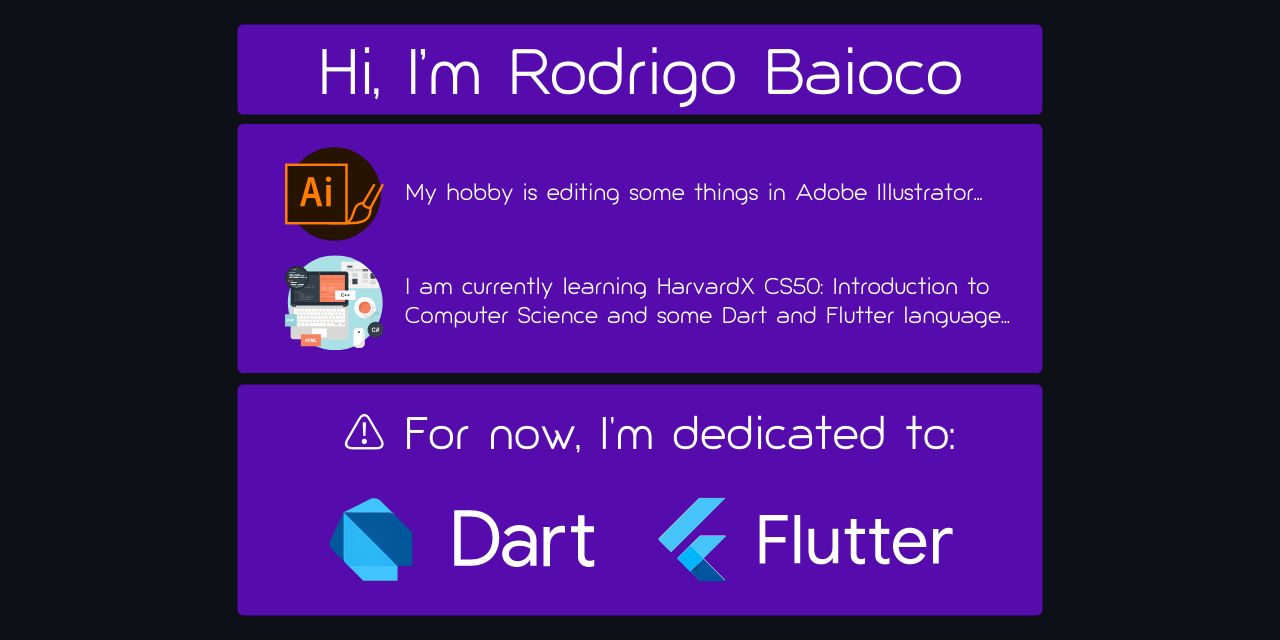 Hi, I'm Rodrigo Baioco
Ai
My hobby is editing some things in Adobe Illustrator...
C++
C#
HTML
I am currently learning HarvardX CS50: Introduction to
Computer Science and some Dart and Flutter language...
For now, I'm dedicated to:
Dart
Flutter